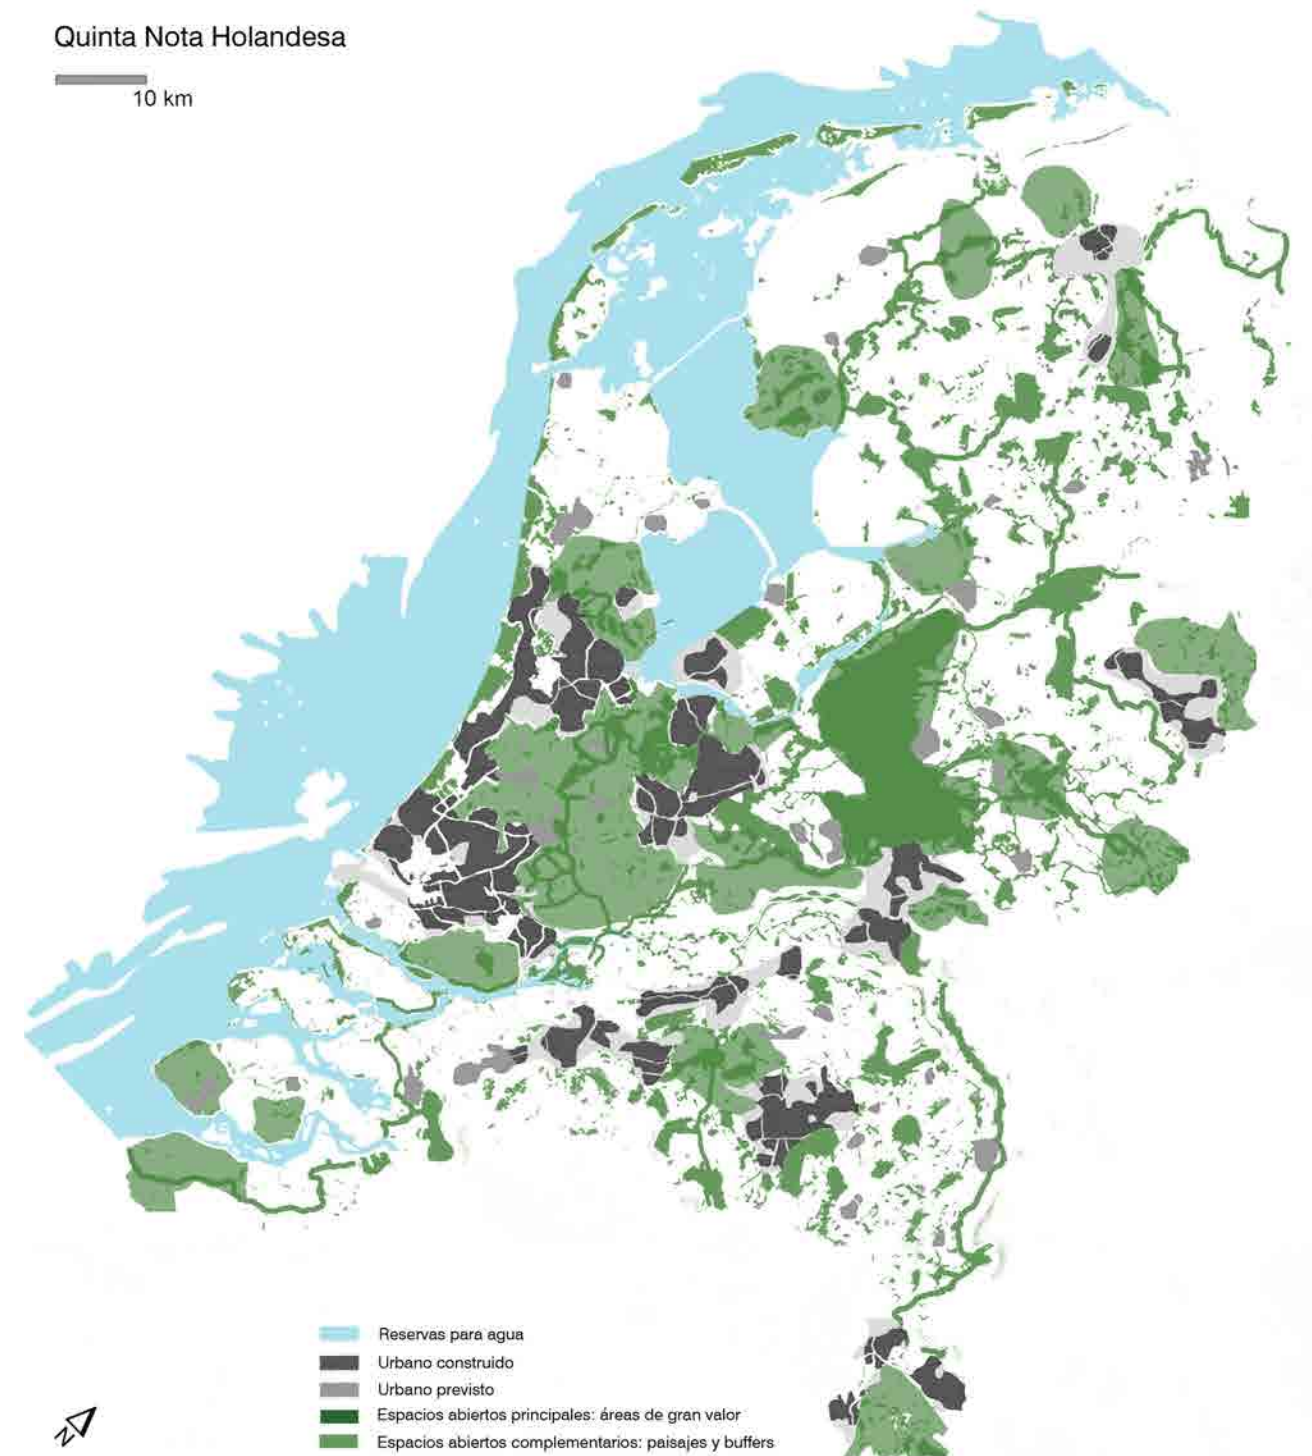 Quinta Nota Holandesa
10 km
Reservas para agua
Urbano construido
Urbano previsto
Espacios abiertos principales: áreas de gran valor
Espacios abiertos complementarios: paisajes y buffers
N